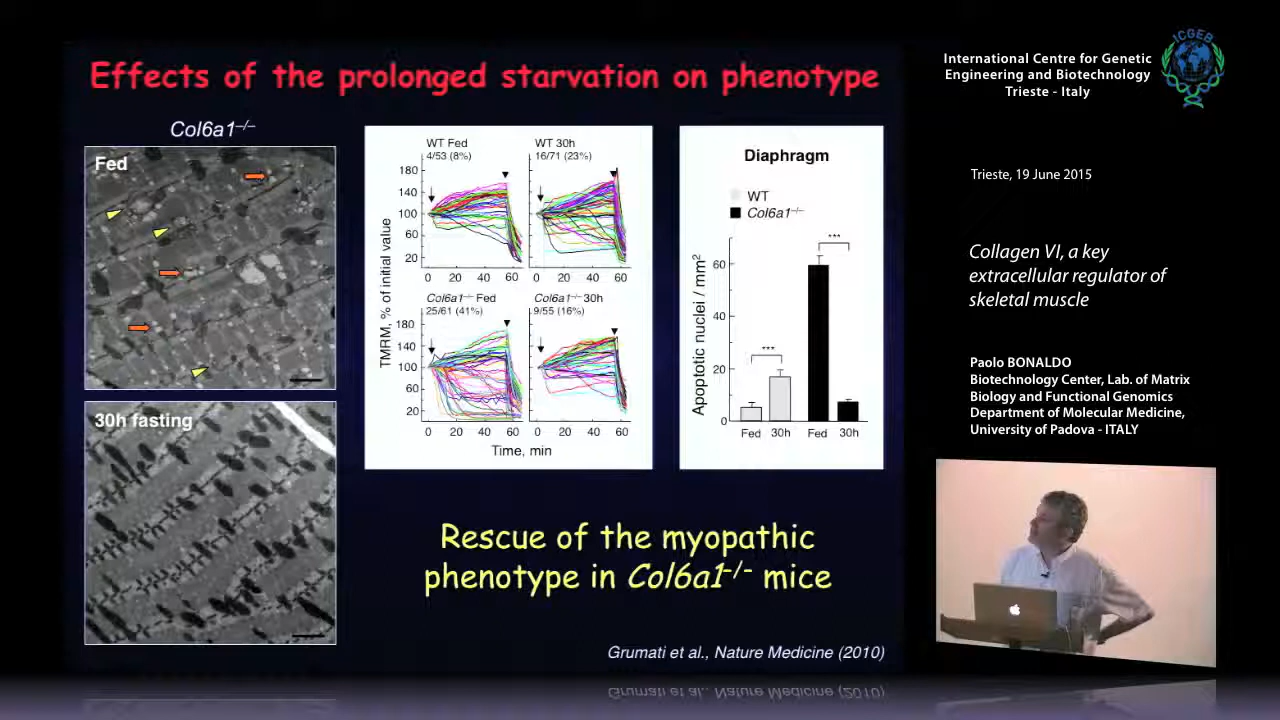 Effects of the prolonged starvation on phenotype
Col6a1–/–
Fed
30h fasting
WT Fed
4/53 (8%)
WT 30h
16/71 (23%)
180
140
100
60
20
0 20 40 60
0 20 40 60
Col6a1–/– Fed
25/61 (41%)
Col6a1–/– 30h
9/55 (16%)
180
140
100
60
20
0 20 40 60
0 20 40 60
TMRM, % of initial value
Time, min
Diaphragm
WT
Col6a1–/–
Apoptotic nuclei / mm2
60
40
20
0
***
***
Fed 30h Fed 30h
Rescue of the myopathic
phenotype in Col6a1-/- mice
Grumati et al., Nature Medicine (2010)
International Centre for Genetic
Engineering and Biotechnology
Trieste - Italy
ICGEB
Trieste, 19 June 2015
Collagen VI, a key
extracellular regulator of
skeletal muscle
Paolo BONALDO
Biotechnology Center, Lab. of Matrix
Biology and Functional Genomics
Department of Molecular Medicine,
University of Padova - ITALY